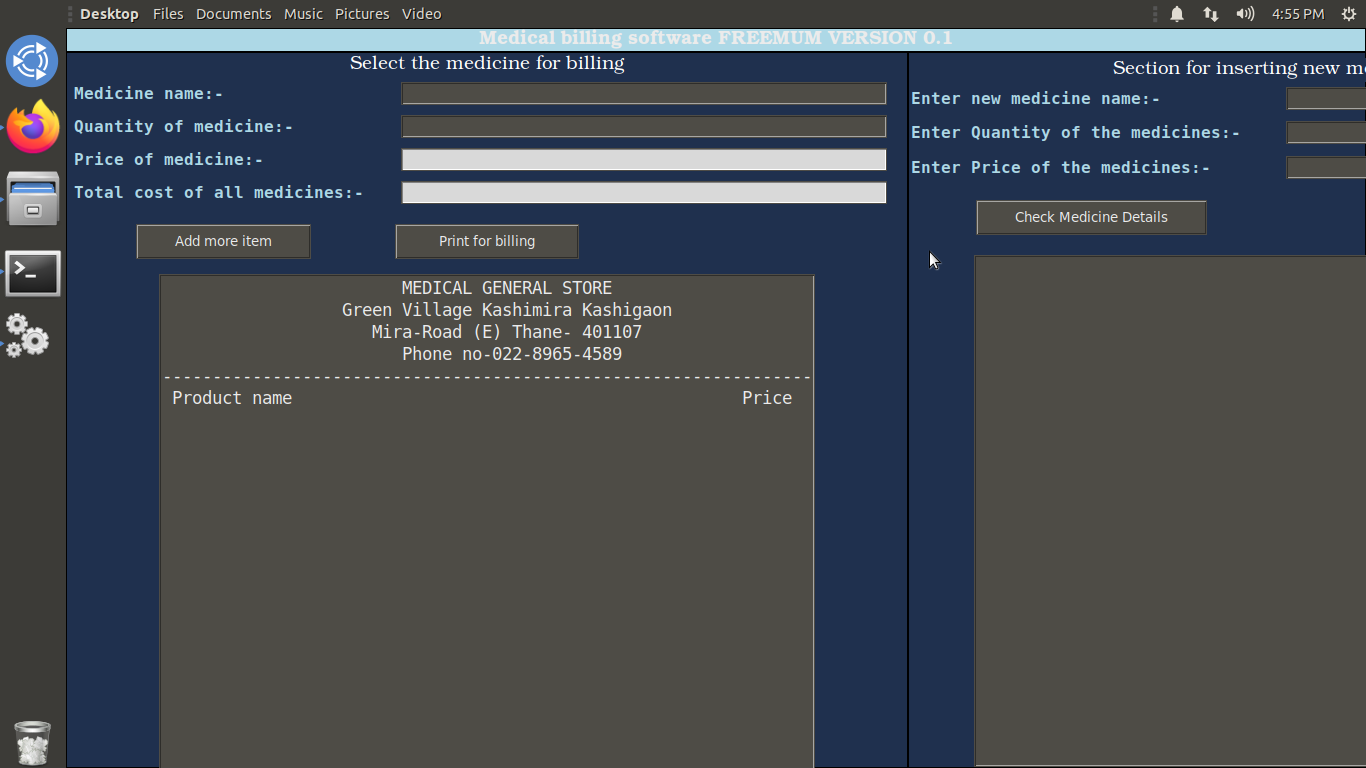 Desktop Files Documents Music Pictures Video 4:55 PM
Medical billing software FREEMUM VERSION 0.1
Select the medicine for billing
Medicine name:-
Quantity of medicine:-
Price of medicine:-
Total cost of all medicines:-
Add more item Print for billing
MEDICAL GENERAL STORE
Green Village Kashimira Kashigaon
Mira-Road (E) Thane- 401107
Phone no-022-8965-4589
-----------------------------------------------------------------
Product name Price
Section for inserting new m
Enter new medicine name:-
Enter Quantity of the medicines:-
Enter Price of the medicines:-
Check Medicine Details